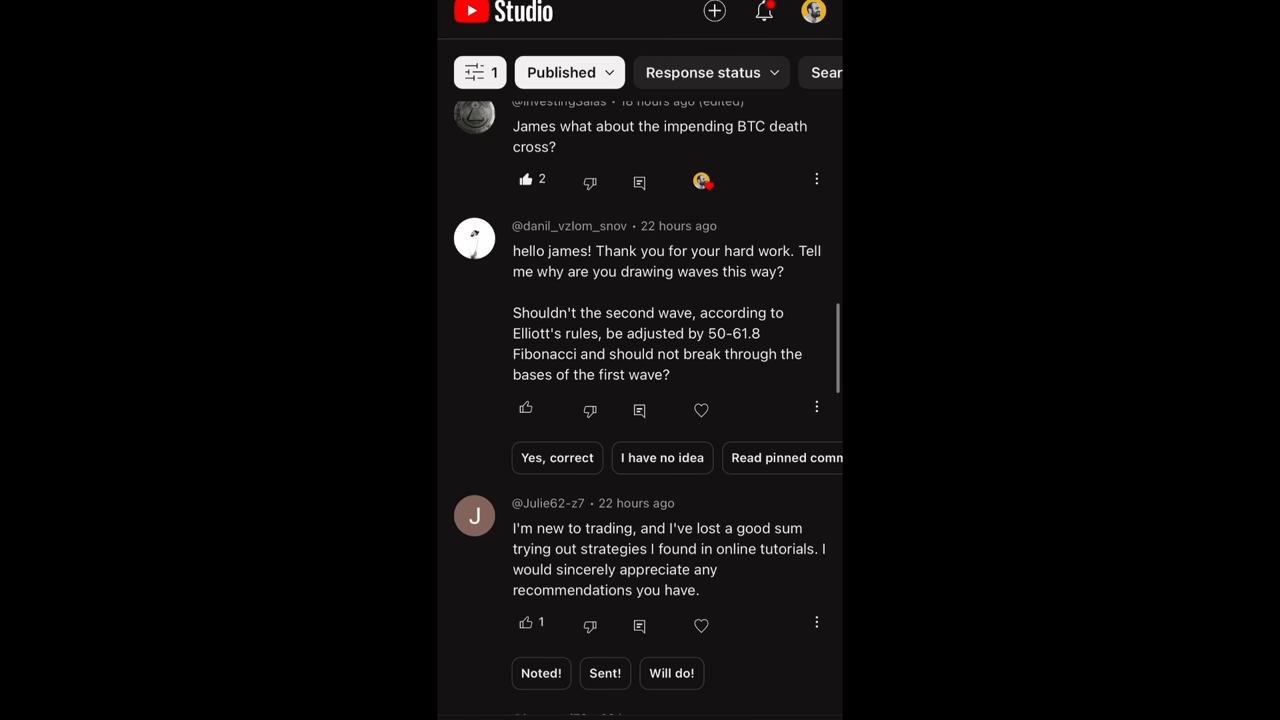 Studio
1
Published
Response status
Sear
@InvestingSalas • 18 hours ago (edited)
James what about the impending BTC death
cross?
2
@danil_vzlom_snov • 22 hours ago
hello james! Thank you for your hard work. Tell
me why are you drawing waves this way?
Shouldn't the second wave, according to
Elliott's rules, be adjusted by 50-61.8
Fibonacci and should not break through the
bases of the first wave?
Yes, correct
I have no idea
Read pinned comm
J
@Julie62-z7 • 22 hours ago
I'm new to trading, and I've lost a good sum
trying out strategies I found in online tutorials. I
would sincerely appreciate any
recommendations you have.
1
Noted!
Sent!
Will do!